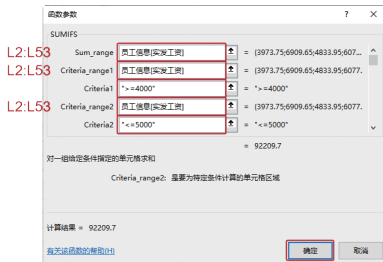 函数参数 ? ×
SUMIFS
L2:L53 Sum_range 员工信息[实发工资] = {3973.75;6909.65;4833.95;607...
L2:L53 Criteria_range1 员工信息[实发工资] = {3973.75;6909.65;4833.95;6077.
Criteria1 ">=4000" = ">=4000"
L2:L53 Criteria_range2 员工信息[实发工资] = {3973.75;6909.65;4833.95;6077.
Criteria2 "<=5000" = "<=5000"
= 92209.7
对一组给定条件指定的单元格求和
Criteria_range2: 是要为特定条件计算的单元格区域
计算结果 = 92209.7
有关该函数的帮助(H) 确定 取消